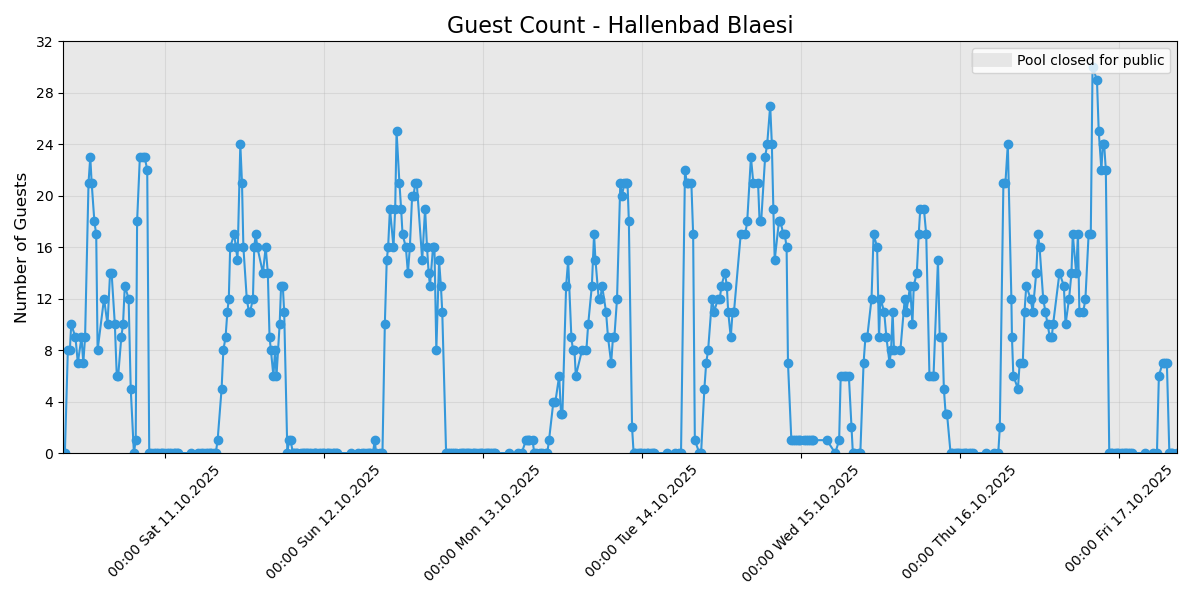 Guest Count - Hallenbad Blaesi
Number of Guests
32
28
24
20
16
12
8
4
0
Pool closed for public
00:00 Sat 11.10.2025
00:00 Sun 12.10.2025
00:00 Mon 13.10.2025
00:00 Tue 14.10.2025
00:00 Wed 15.10.2025
00:00 Thu 16.10.2025
00:00 Fri 17.10.2025